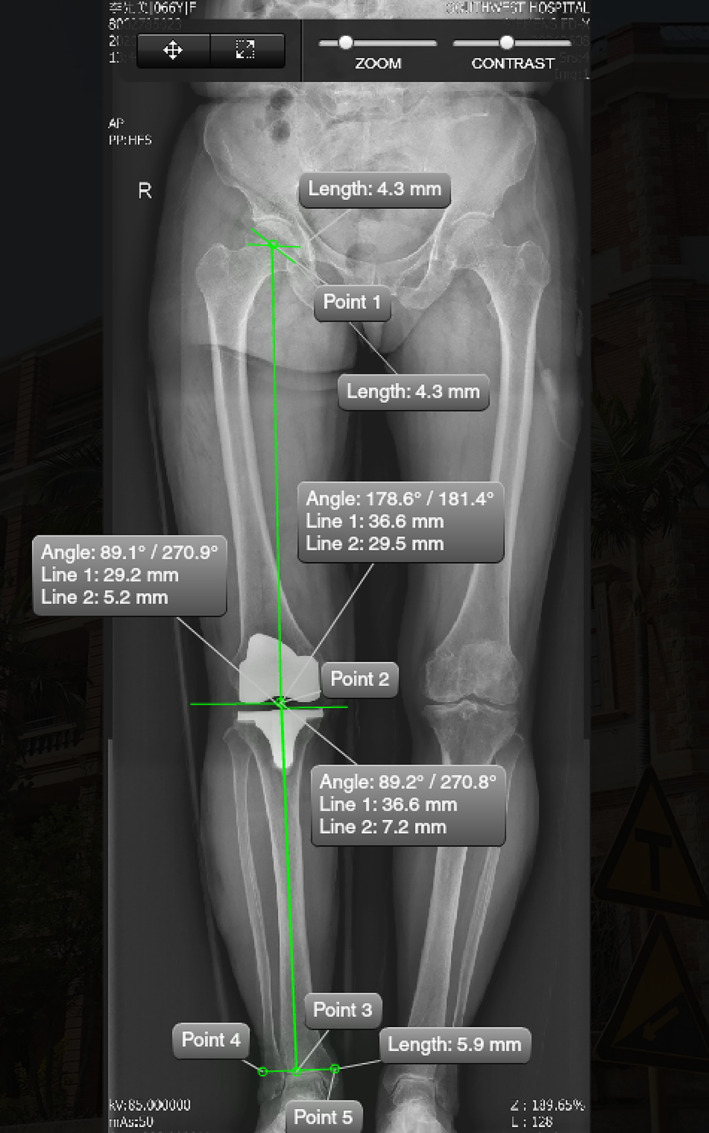 |066Y|F
SOUTHWEST HOSPITAL
ZOOM
CONTRAST
AP
PP:HFS
R
Length: 4.3 mm
Point 1
Length: 4.3 mm
Angle: 178.6° / 181.4°
Line 1: 36.6 mm
Line 2: 29.5 mm
Angle: 89.1° / 270.9°
Line 1: 29.2 mm
Line 2: 5.2 mm
Point 2
Angle: 89.2° / 270.8°
Line 1: 36.6 mm
Line 2: 7.2 mm
Point 3
Point 4
Length: 5.9 mm
Point 5
kV:85.000000
mAs:50
Z: 189.65%
L: 128